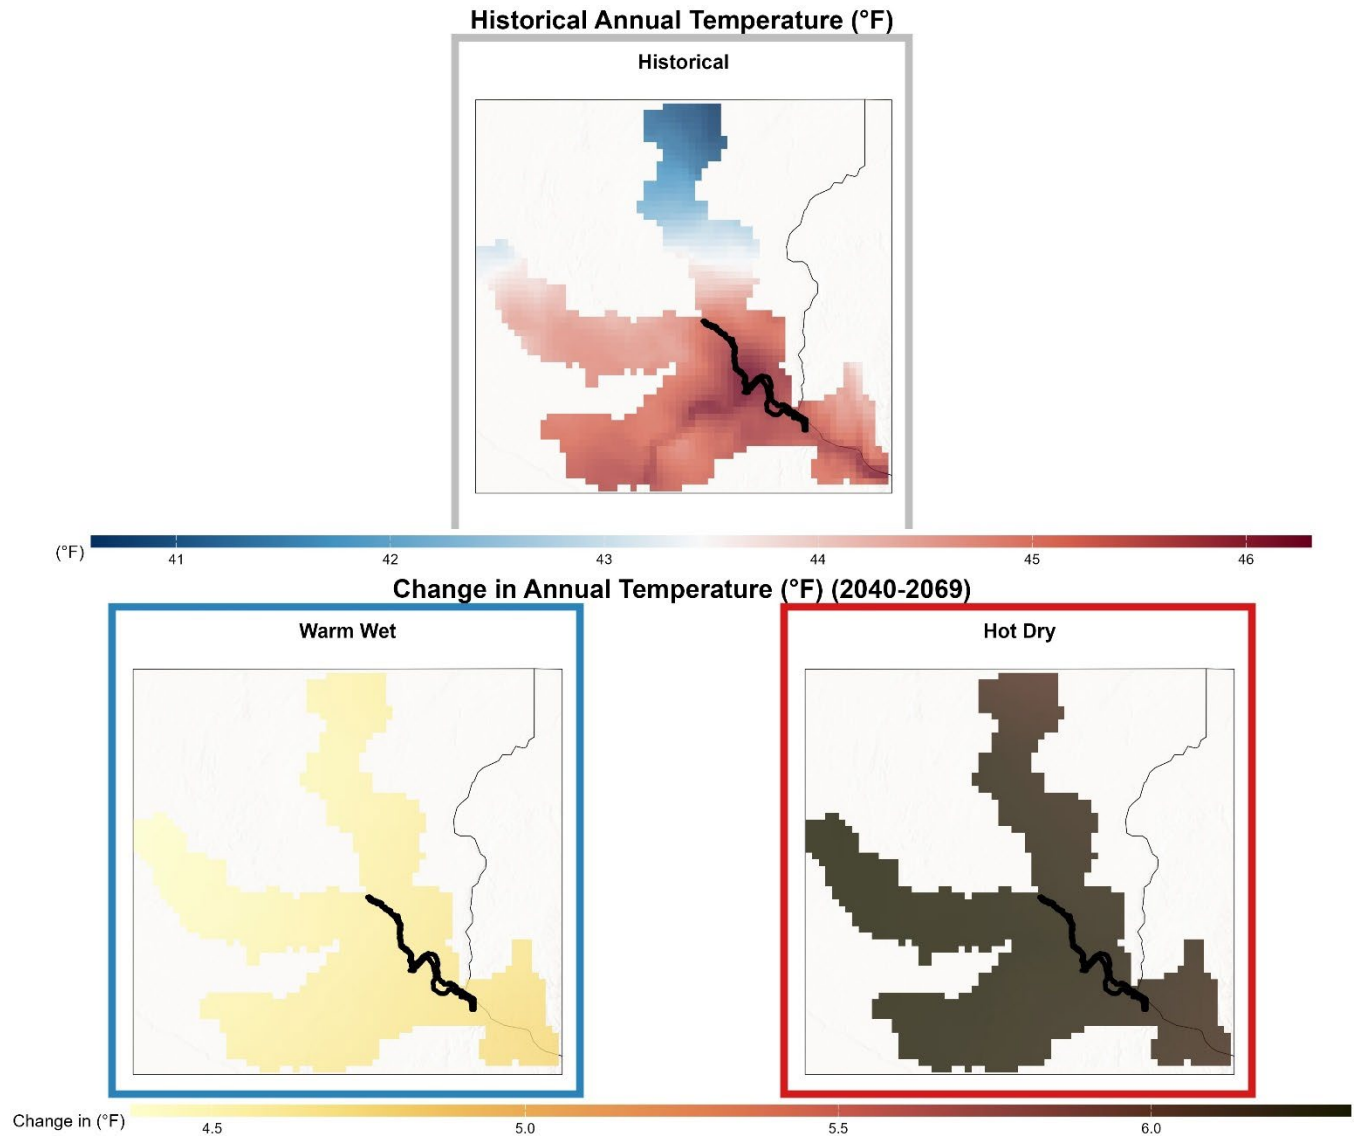 Historical Annual Temperature (°F)
Historical
(°F)
41 42 43 44 45 46
Change in Annual Temperature (°F) (2040-2069)
Warm Wet
Hot Dry
Change in (°F)
4.5 5.0 5.5 6.0